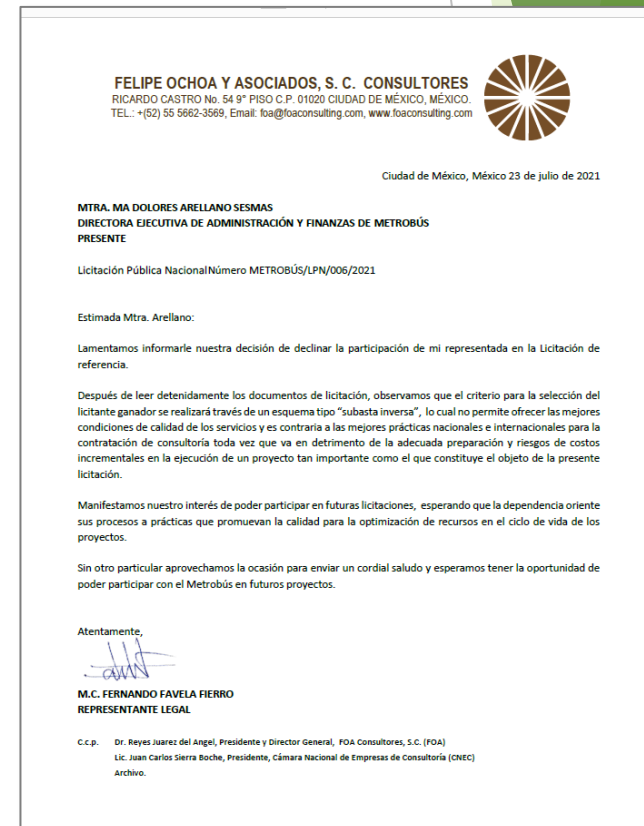 FELIPE OCHOA Y ASOCIADOS, S. C. CONSULTORES
RICARDO CASTRO No. 54 9° PISO C.P. 01020 CIUDAD DE MÉXICO, MÉXICO.
TEL.: +(52) 55 5662-3569, Email: foa@foaconsulting.com, www.foaconsulting.com
Ciudad de México, México 23 de julio de 2021
MTRA. MA DOLORES ARELLANO SESMAS
DIRECTORA EJECUTIVA DE ADMINISTRACIÓN Y FINANZAS DE METROBÚS
PRESENTE
Licitación Pública Nacional Número METROBÚS/LPN/006/2021
Estimada Mtra. Arellano:
Lamentamos informarle nuestra decisión de declinar la participación de mi representada en la Licitación de
referencia.
Después de leer detenidamente los documentos de licitación, observamos que el criterio para la selección del
licitante ganador se realizará través de un esquema tipo “subasta inversa”, lo cual no permite ofrecer las mejores
condiciones de calidad de los servicios y es contraria a las mejores prácticas nacionales e internacionales para la
contratación de consultoría toda vez que va en detrimento de la adecuada preparación y riesgos de costos
incrementales en la ejecución de un proyecto tan importante como el que constituye el objeto de la presente
licitación.
Manifestamos nuestro interés de poder participar en futuras licitaciones, esperando que la dependencia oriente
sus procesos a prácticas que promuevan la calidad para la optimización de recursos en el ciclo de vida de los
proyectos.
Sin otro particular aprovechamos la ocasión para enviar un cordial saludo y esperamos tener la oportunidad de
poder participar con el Metrobús en futuros proyectos.
Atentamente,
M.C. FERNANDO FAVELA FIERRO
REPRESENTANTE LEGAL
C.c.p. Dr. Reyes Juarez del Angel, Presidente y Director General, FOA Consultores, S.C. (FOA)
Lic. Juan Carlos Sierra Boche, Presidente, Cámara Nacional de Empresas de Consultoría (CNEC)
Archivo.